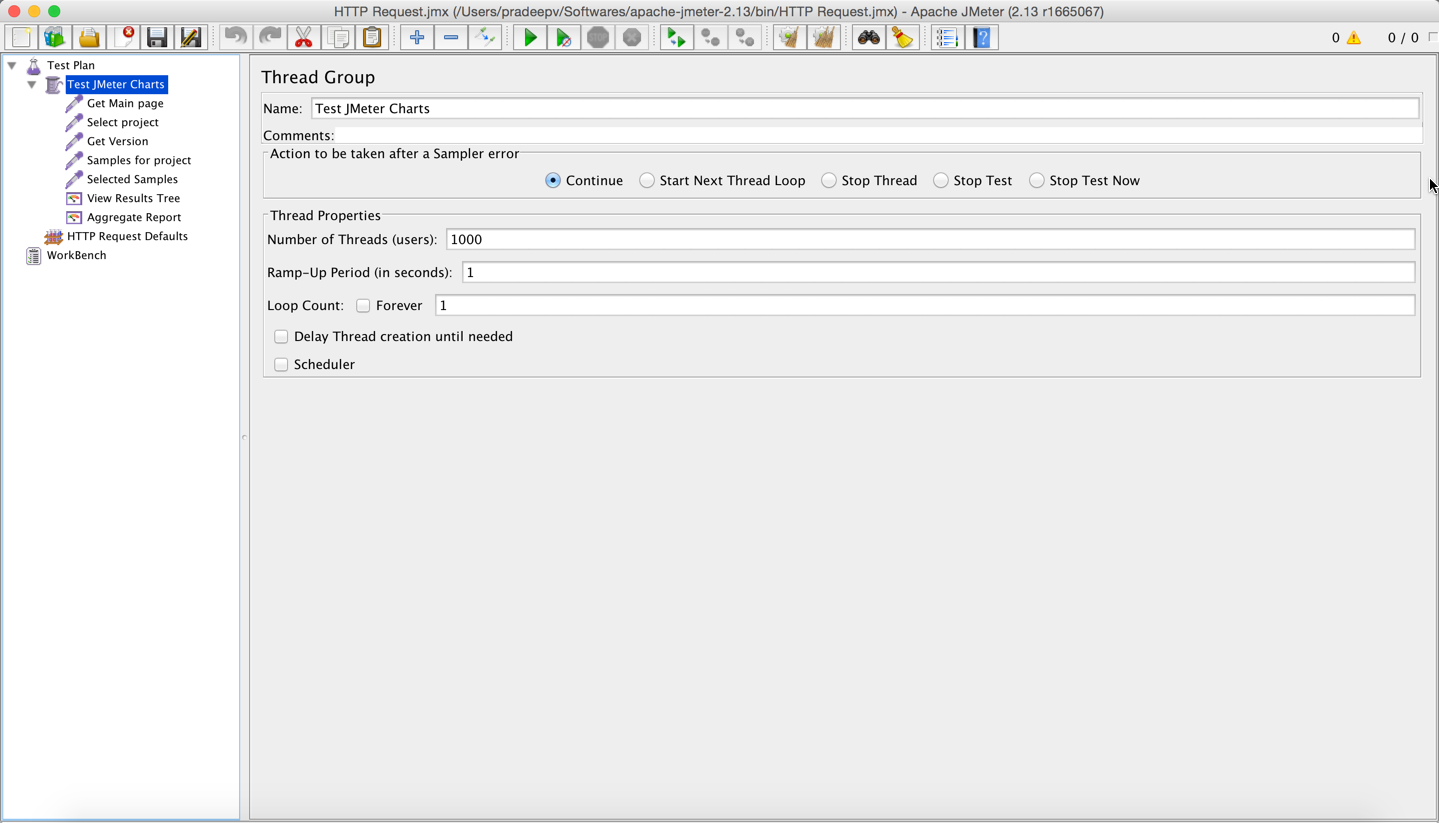 HTTP Request.jmx (/Users/pradeepv/Softwares/apache-jmeter-2.13/bin/HTTP Request.jmx) - Apache JMeter (2.13 r1665067)
0 0 / 0
Test Plan
Test JMeter Charts
Get Main page
Select project
Get Version
Samples for project
Selected Samples
View Results Tree
Aggregate Report
HTTP Request Defaults
WorkBench
Thread Group
Name: Test JMeter Charts
Comments:
Action to be taken after a Sampler error
Continue Start Next Thread Loop Stop Thread Stop Test Stop Test Now
Thread Properties
Number of Threads (users): 1000
Ramp-Up Period (in seconds): 1
Loop Count: Forever 1
Delay Thread creation until needed
Scheduler